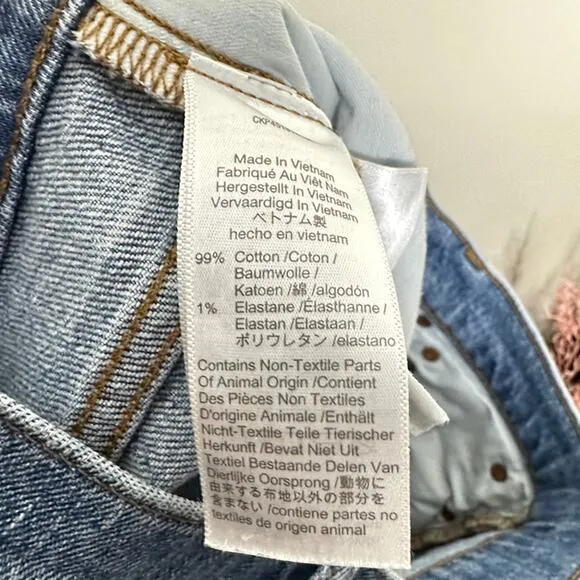 Made In Vietnam
Fabriqué Au Viêt Nam
Hergestellt In Vietnam
Vervaardigd In Vietnam
ベトナム製
hecho en vietnam
99% Cotton /Coton /
Baumwolle /
Katoen /綿 /algodón
1% Elastane /Élasthanne /
Elastan /Elastaan /
ポリウレタン /elastano
Contains Non-Textile Parts
Of Animal Origin /Contient
Des Pièces Non Textiles
D'origine Animale /Enthält
Nicht-Textile Teile Tierischer
Herkunft /Bevat Niet Uit
Textiel Bestaande Delen Van
Dierlijke Oorsprong /動物に
由来する布地以外の部分を
含まない /contiene partes no
textiles de origen animal